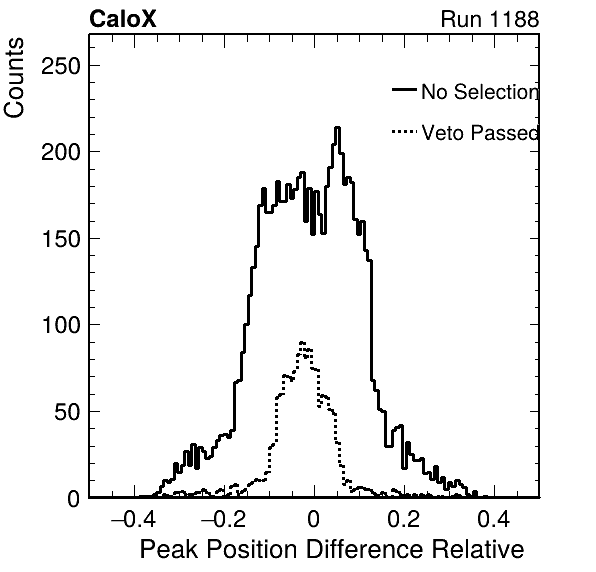 CaloX Run 1188
Counts
250
200
150
100
50
0
No Selection
Veto Passed
−0.4 −0.2 0 0.2 0.4
Peak Position Difference Relative